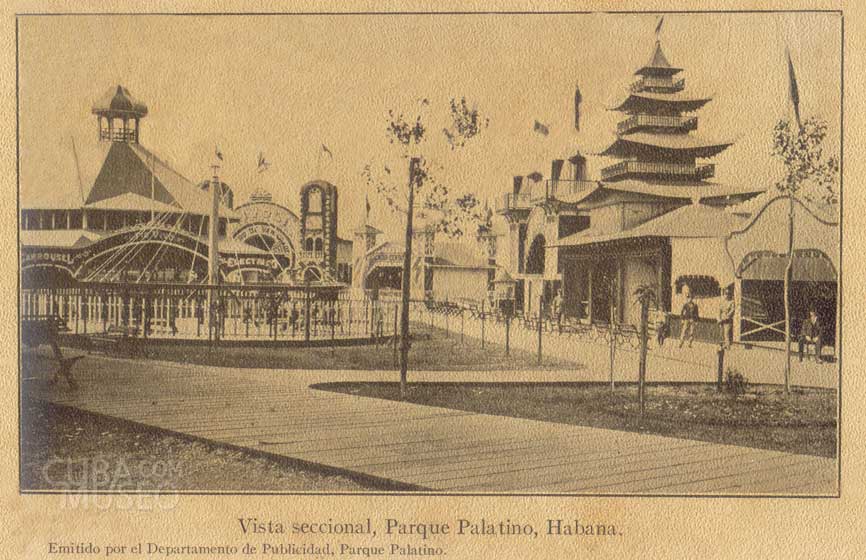 CARROUSEL
ELECTRIC
CUBA.COM
MUSEO
Vista seccional, Parque Palatino, Habana.
Emitido por el Departamento de Publicidad, Parque Palatino.